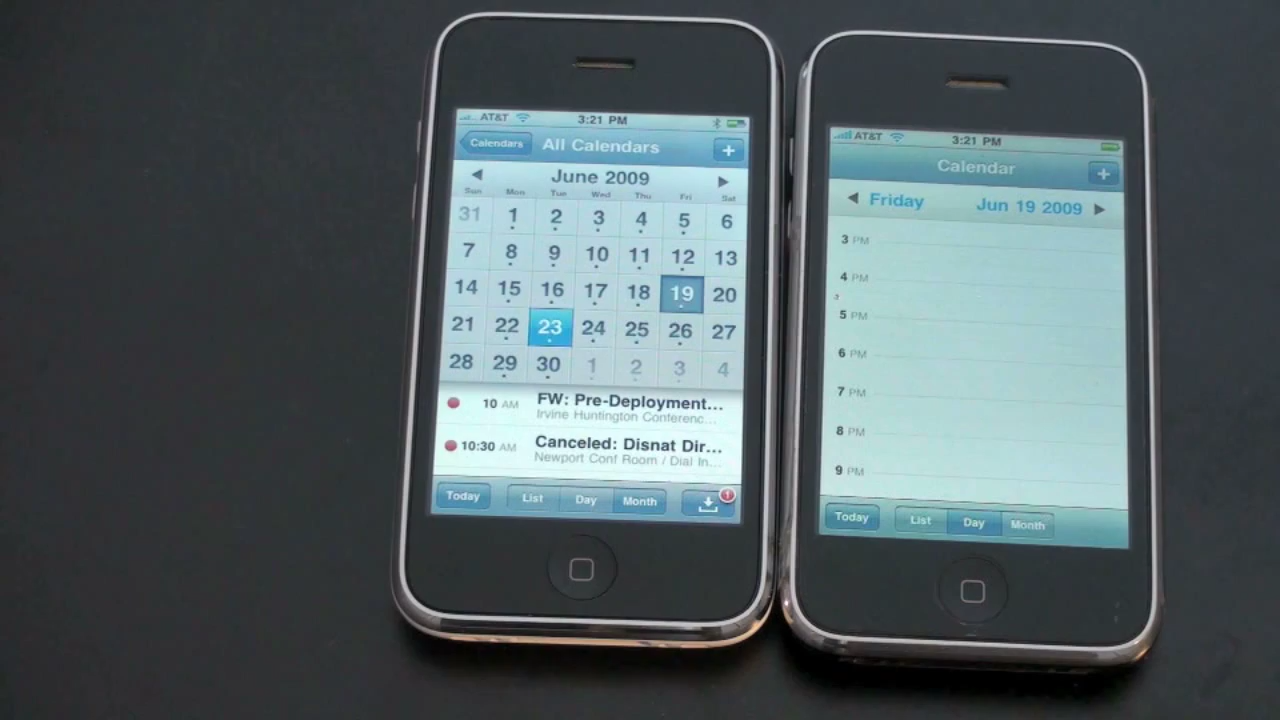 AT&T 3:21 PM
Calendars All Calendars +
June 2009
Sun Mon Tue Wed Thu Fri Sat
31 1 2 3 4 5 6
7 8 9 10 11 12 13
14 15 16 17 18 19 20
21 22 23 24 25 26 27
28 29 30 1 2 3 4
10 AM FW: Pre-Deployment...
Irvine Huntington Conferenc...
10:30 AM Canceled: Disnat Dir...
Newport Conf Room / Dial In...
Today List Day Month 1
AT&T 3:21 PM
Calendar +
Friday Jun 19 2009
3 PM
4 PM
5 PM
6 PM
7 PM
8 PM
9 PM
Today List Day Month